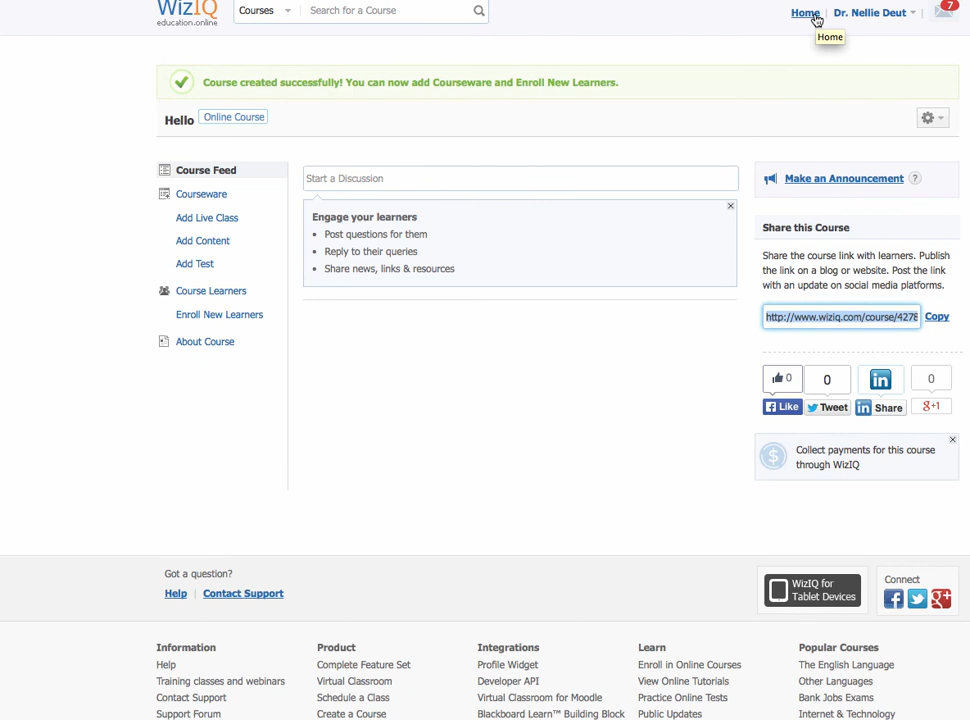 WizIQ
education.online
Courses
Search for a Course
Home
Dr. Nellie Deut
7
Home
Course created successfully! You can now add Courseware and Enroll New Learners.
Hello
Online Course
Course Feed
Courseware
Add Live Class
Add Content
Add Test
Course Learners
Enroll New Learners
About Course
Start a Discussion
Engage your learners
Post questions for them
Reply to their queries
Share news, links & resources
Make an Announcement ?
Share this Course
Share the course link with learners. Publish
the link on a blog or website. Post the link
with an update on social media platforms.
http://www.wiziq.com/course/4278
Copy
0
0
in
0
Like
Tweet
in Share
g+1
$
Collect payments for this course
through WizIQ
Got a question?
Help
Contact Support
WizIQ for
Tablet Devices
Connect
Information
Help
Training classes and webinars
Contact Support
Support Forum
Product
Complete Feature Set
Virtual Classroom
Schedule a Class
Create a Course
Integrations
Profile Widget
Developer API
Virtual Classroom for Moodle
Blackboard Learn™ Building Block
Learn
Enroll in Online Courses
View Online Tutorials
Practice Online Tests
Public Updates
Popular Courses
The English Language
Other Languages
Bank Jobs Exams
Internet & Technology